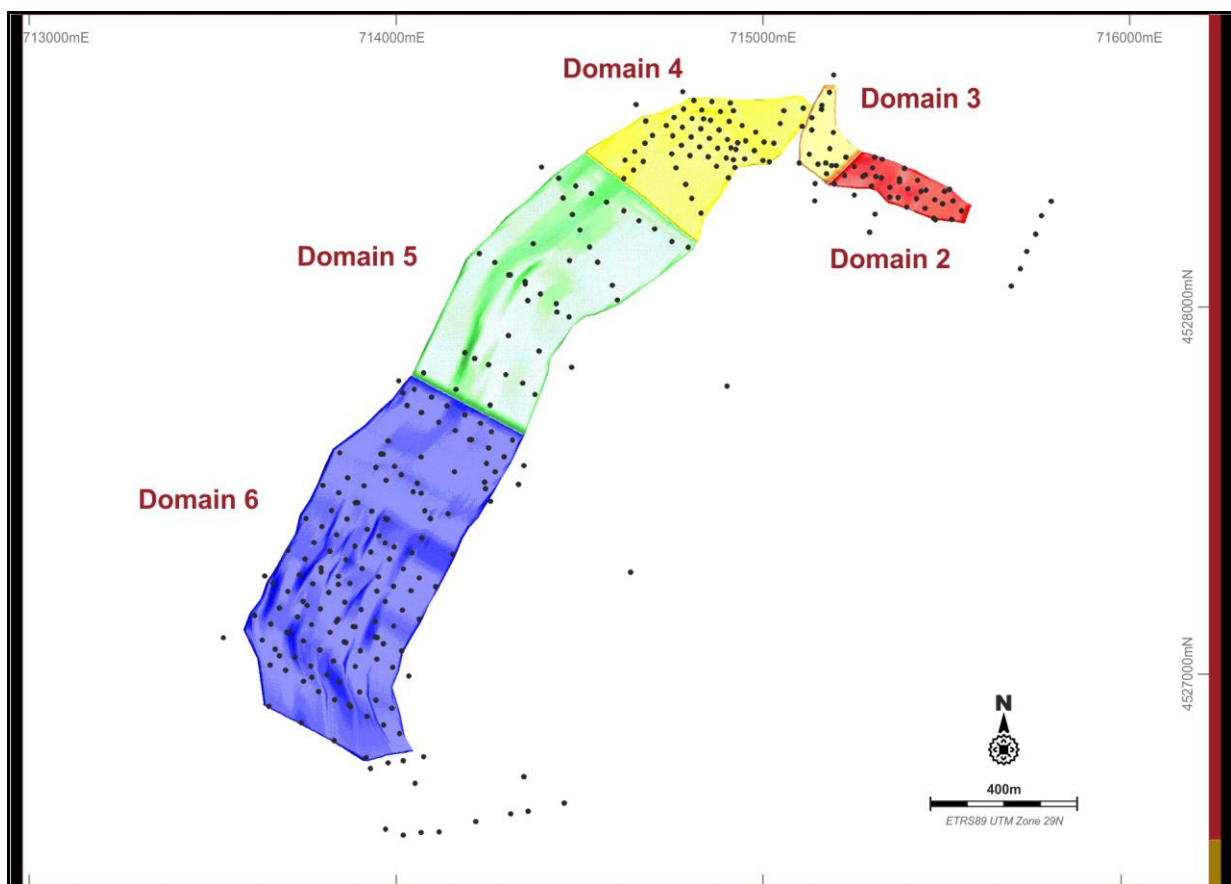 713000mE
714000mE
715000mE
716000mE
Domain 4
Domain 3
Domain 5
Domain 2
4528000mN
Domain 6
4527000mN
N
400m
ETRS89 UTM Zone 29N